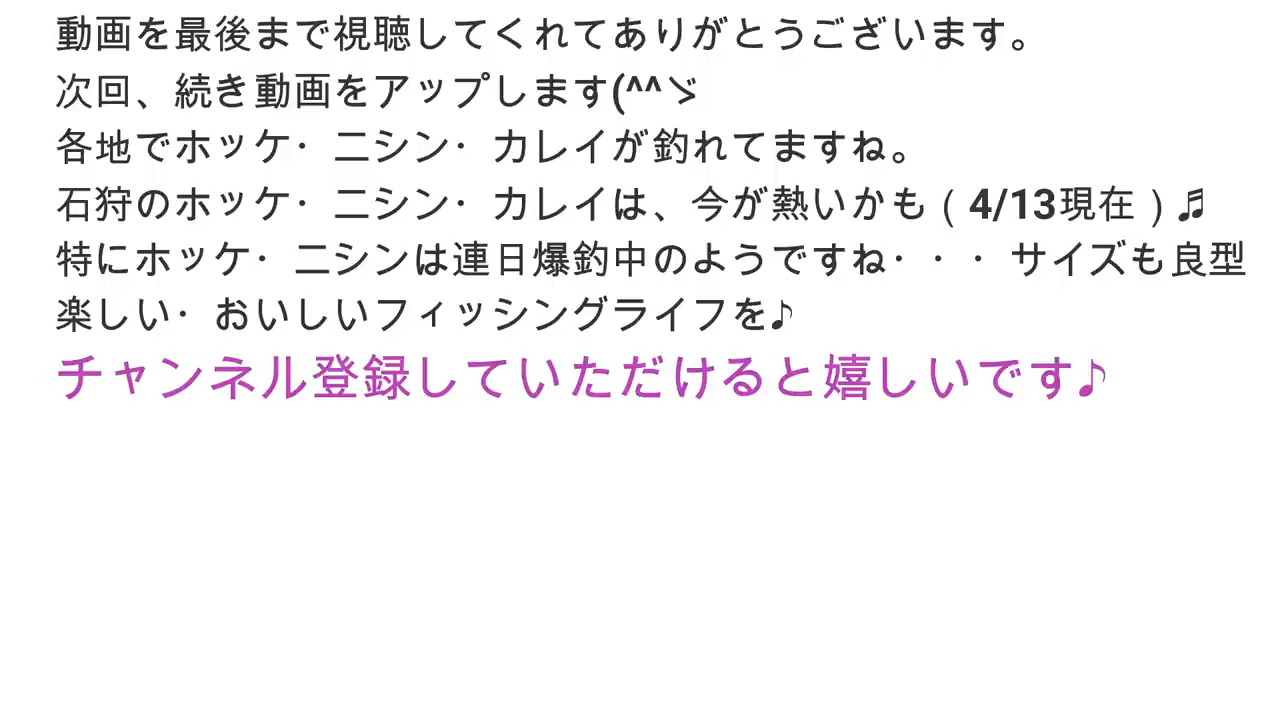 動画を最後まで視聴してくれてありがとうございます。
次回、続き動画をアップします(^^ゞ
各地でホッケ・ニシン・カレイが釣れてますね。
石狩のホッケ・ニシン・カレイは、今が熱いかも（4/13現在）♬
特にホッケ・ニシンは連日爆釣中のようですね・・・サイズも良型
楽しい・おいしいフィッシングライフを♪
チャンネル登録していただけると嬉しいです♪